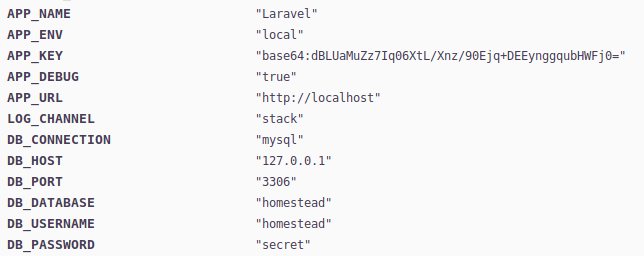 APP_NAME "Laravel"
APP_ENV "local"
APP_KEY "base64:dBLUaMuZz7Iq06XtL/Xnz/90Ejq+DEEynggqubHWFj0="
APP_DEBUG "true"
APP_URL "http://localhost"
LOG_CHANNEL "stack"
DB_CONNECTION "mysql"
DB_HOST "127.0.0.1"
DB_PORT "3306"
DB_DATABASE "homestead"
DB_USERNAME "homestead"
DB_PASSWORD "secret"